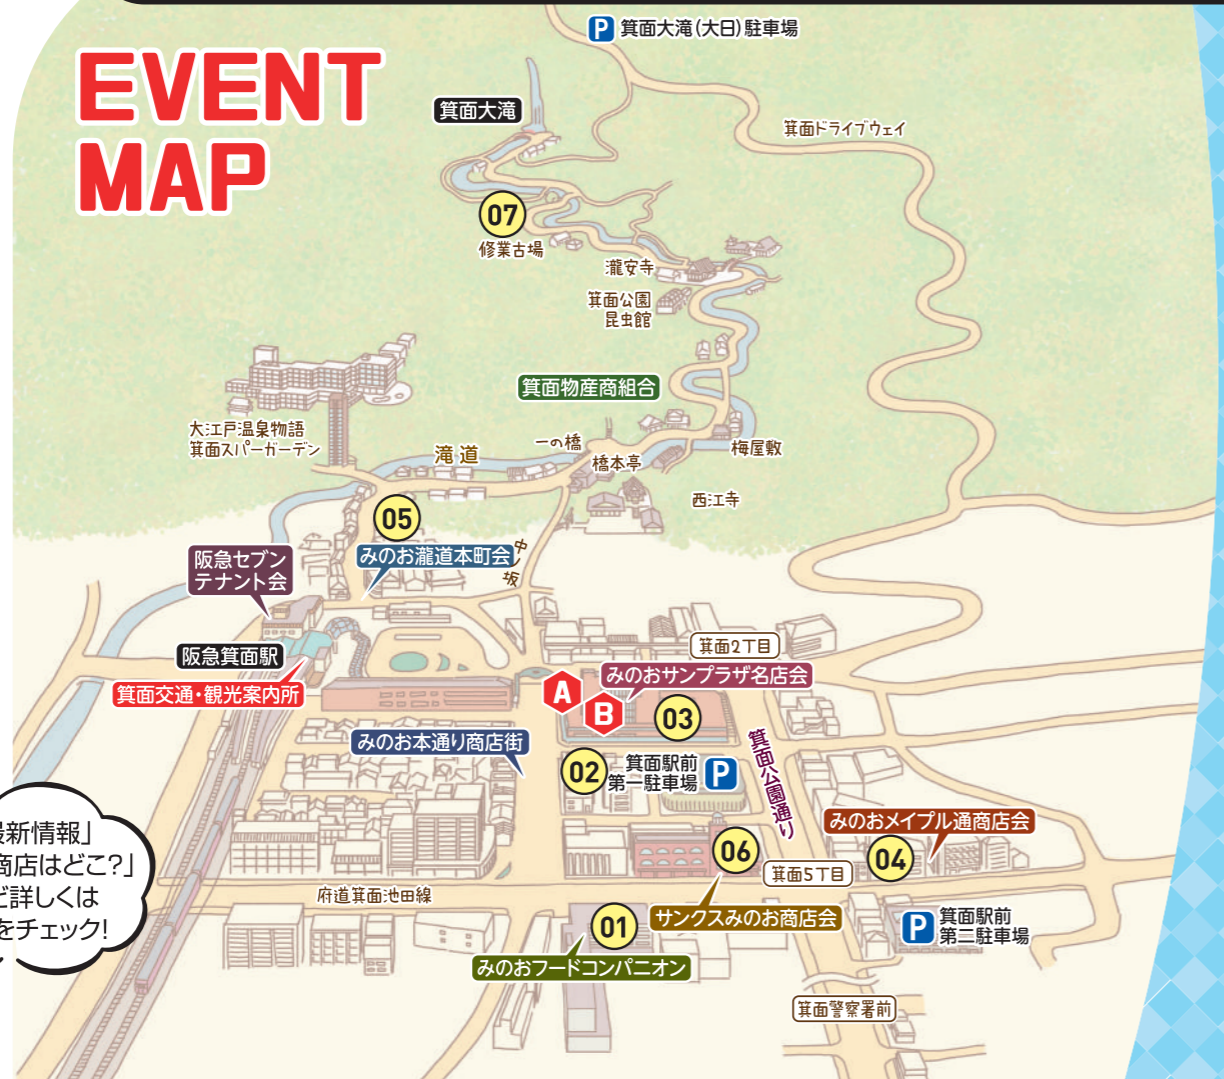 EVENT
MAP
P 箕面大滝(大日)駐車場
箕面大滝
箕面ドライブウェイ
07
修業古場
瀧安寺
箕面公園
昆虫館
箕面物産商組合
大江戸温泉物語
箕面スパーガーデン
滝道
一の橋
橋本亭
梅屋敷
西江寺
05
みのお瀧道本町会
中ノ坂
阪急セブン
テナント会
阪急箕面駅
箕面交通・観光案内所
箕面2丁目
みのおサンプラザ名店会
A
B
03
みのお本通り商店街
02
箕面駅前
第一駐車場
P
箕面公園通り
みのおメイプル通商店会
06
04
箕面5丁目
府道箕面池田線
サンクスみのお商店会
01
みのおフードコンパニオン
P
箕面駅前
第二駐車場
箕面警察署前
最新情報」
商店はどこ?」
ど詳しくは
をチェック!